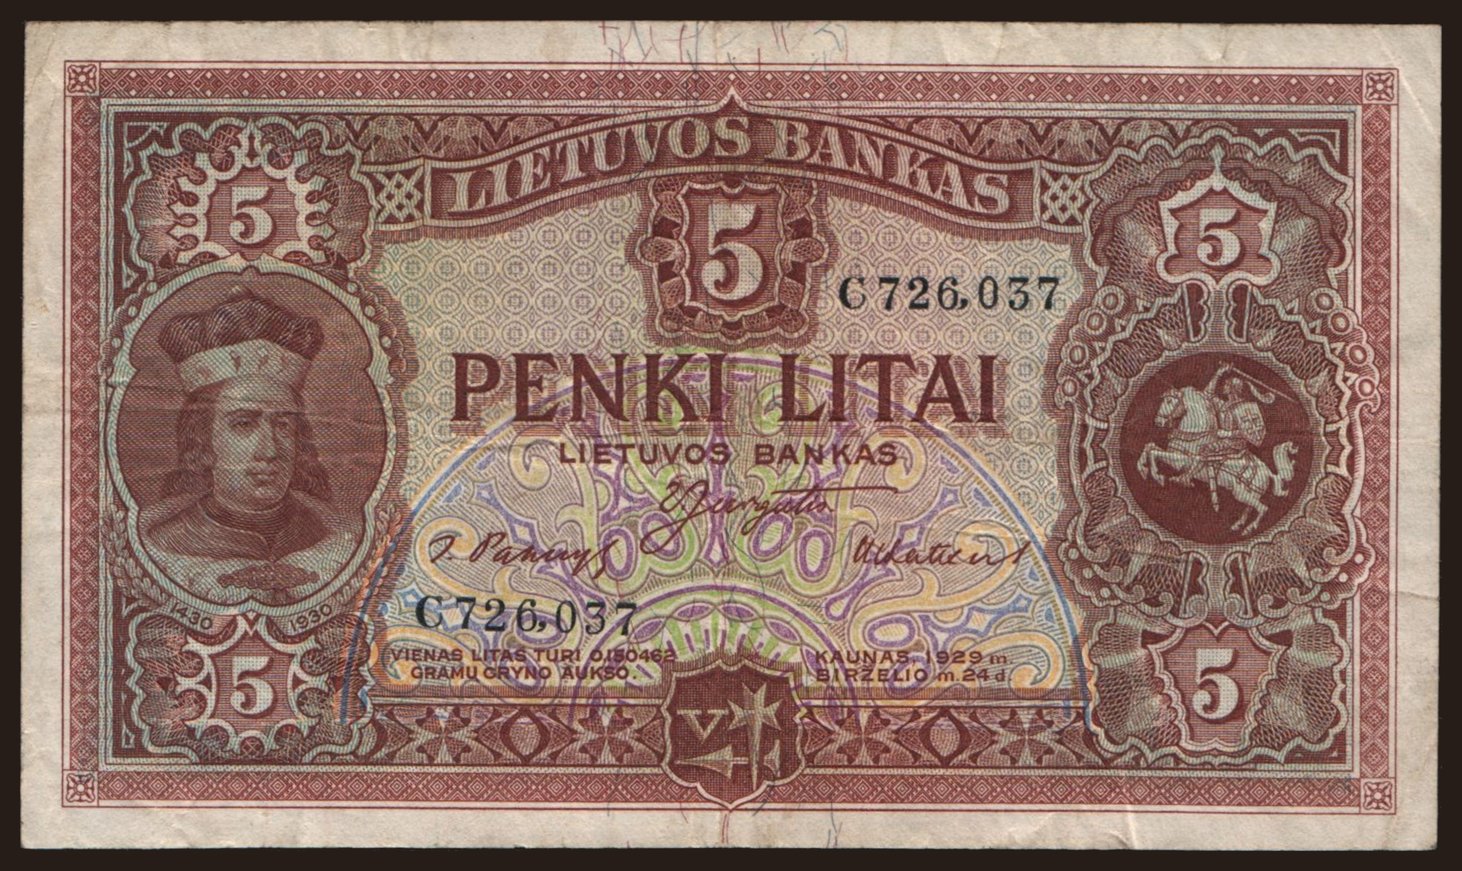 LIETUVOS BANKAS
5
5
5
C726,037
PENKI LITAI
LIETUVOS BANKAS
C726,037
1430 1930
VIENAS LITAS TURI 0,150462
GRAMU GRYNO AUKSO.
KAUNAS, 1929 m.
BIRŽELIO m. 24 d.
5
5
V L